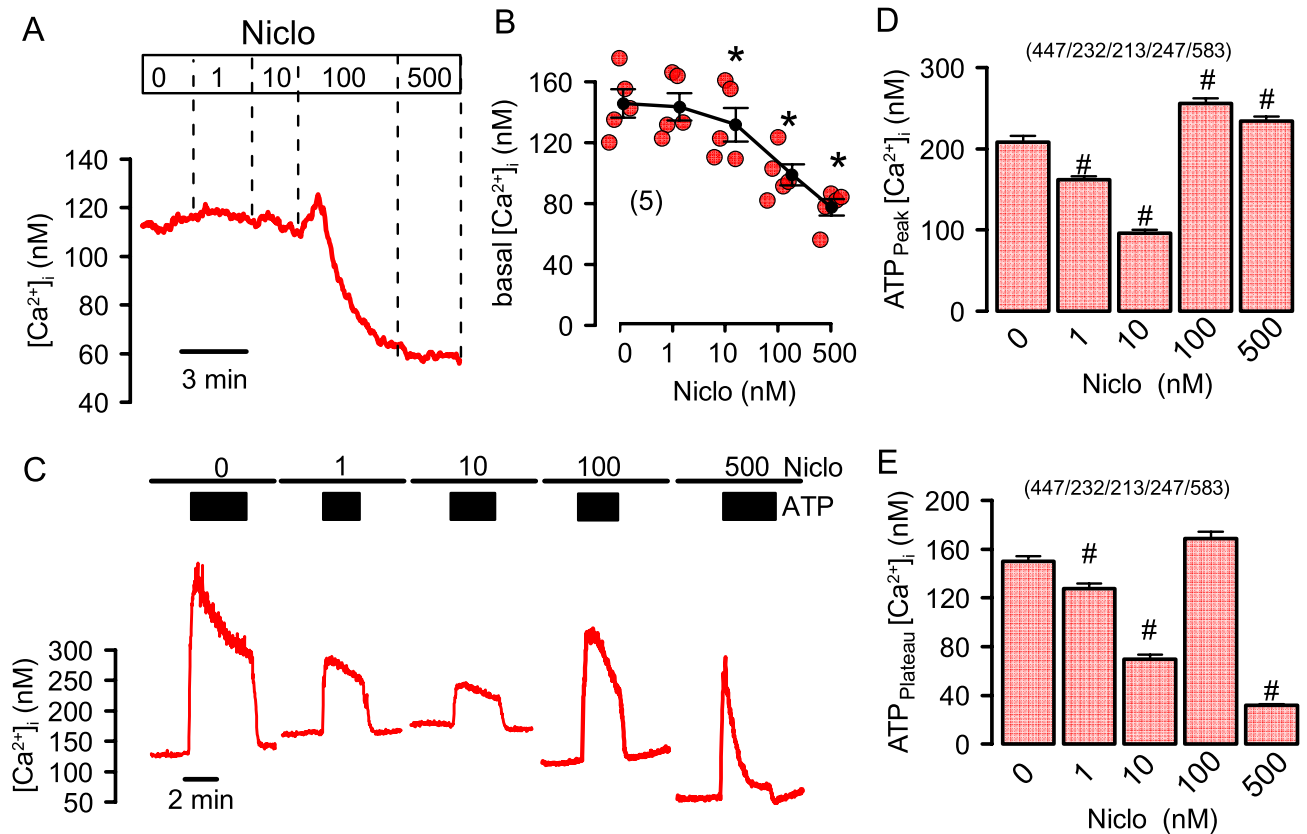 A
Niclo
0 1 10 100 500
[Ca²⁺]ᵢ (nM)
140
120
100
80
60
40
3 min
B
basal [Ca²⁺]ᵢ (nM)
160
120
80
40
0
* * *
(5)
0 1 10 100 500
Niclo (nM)
C
0 1 10 100 500 Niclo
ATP
[Ca²⁺]ᵢ (nM)
300
250
200
150
100
50
2 min
D
(447/232/213/247/583)
ATP Peak [Ca²⁺]ᵢ (nM)
300
200
100
0
# # # #
0 1 10 100 500
Niclo (nM)
E
(447/232/213/247/583)
ATP Plateau [Ca²⁺]ᵢ (nM)
200
160
120
80
40
0
# # #
0 1 10 100 500
Niclo (nM)